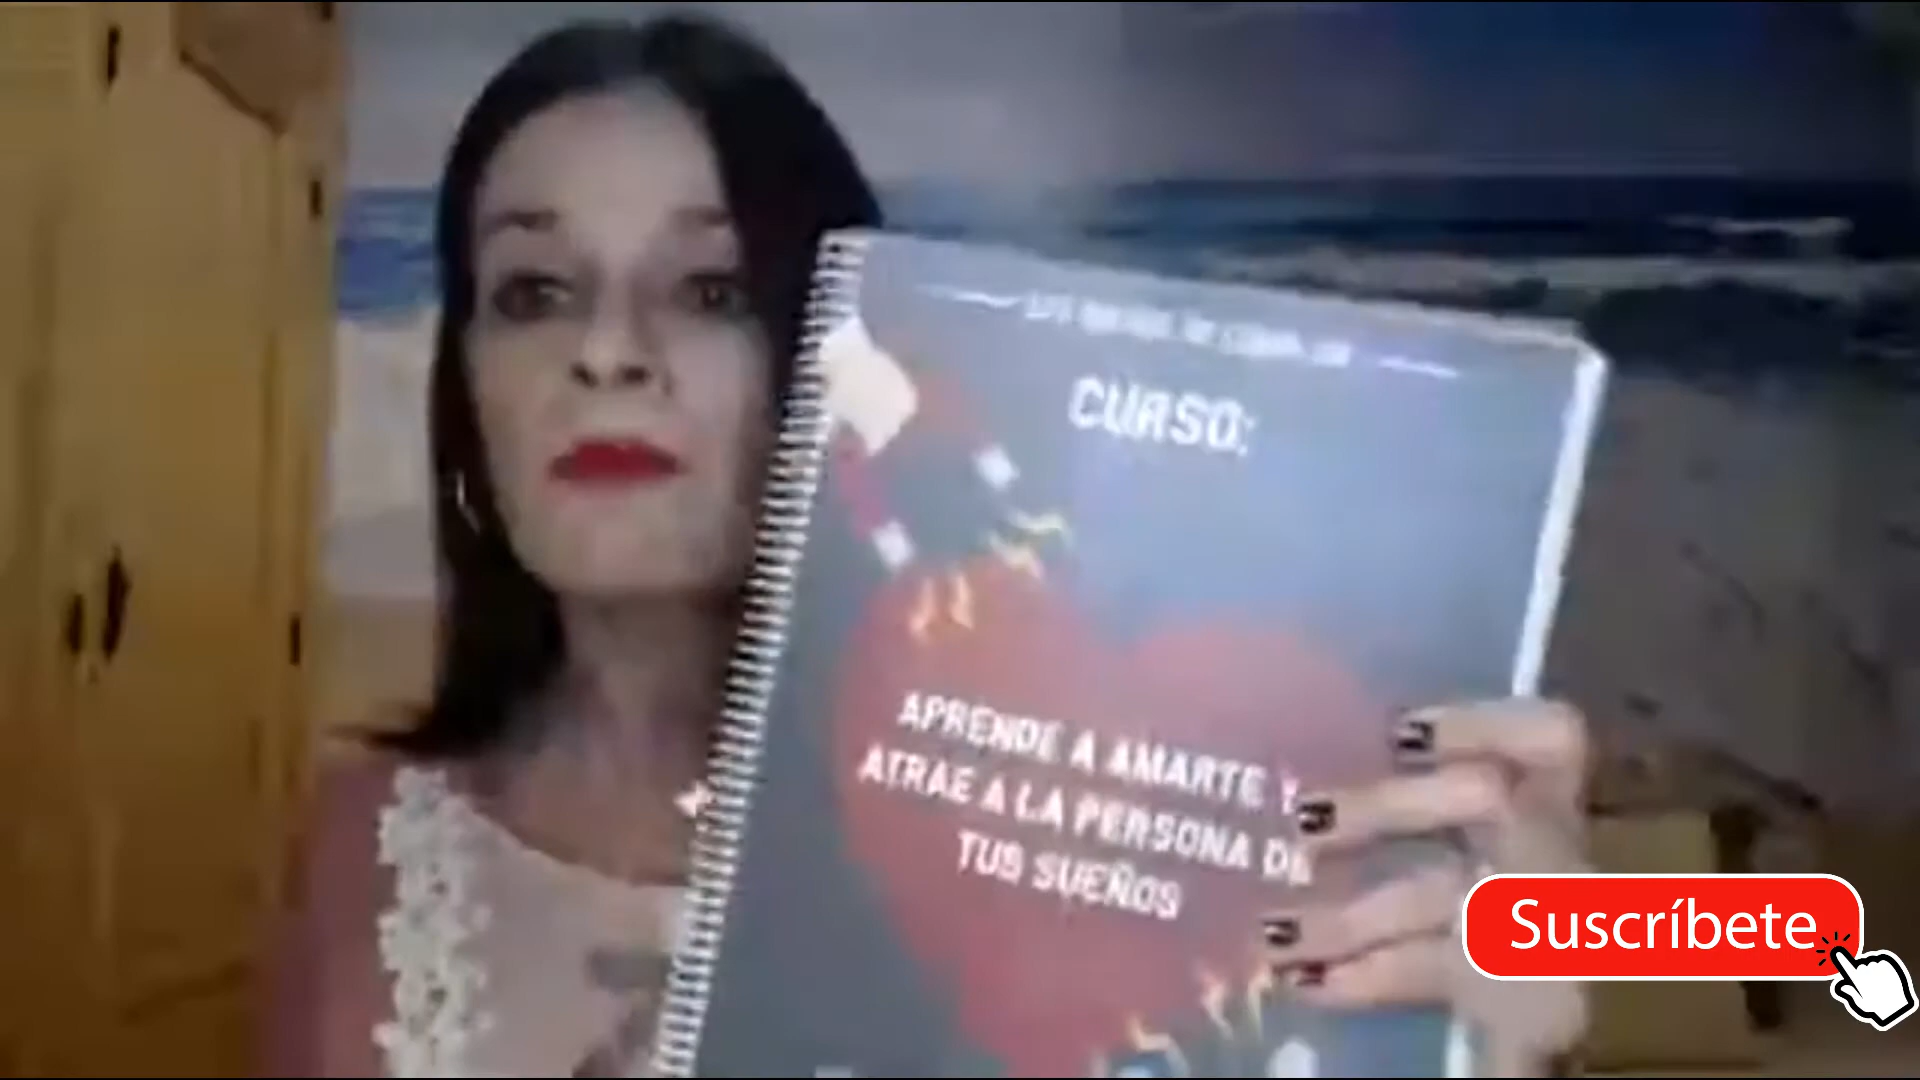 CURSO:
APRENDE A AMARTE Y
ATRAE A LA PERSONA DE
TUS SUEÑOS
Suscríbete